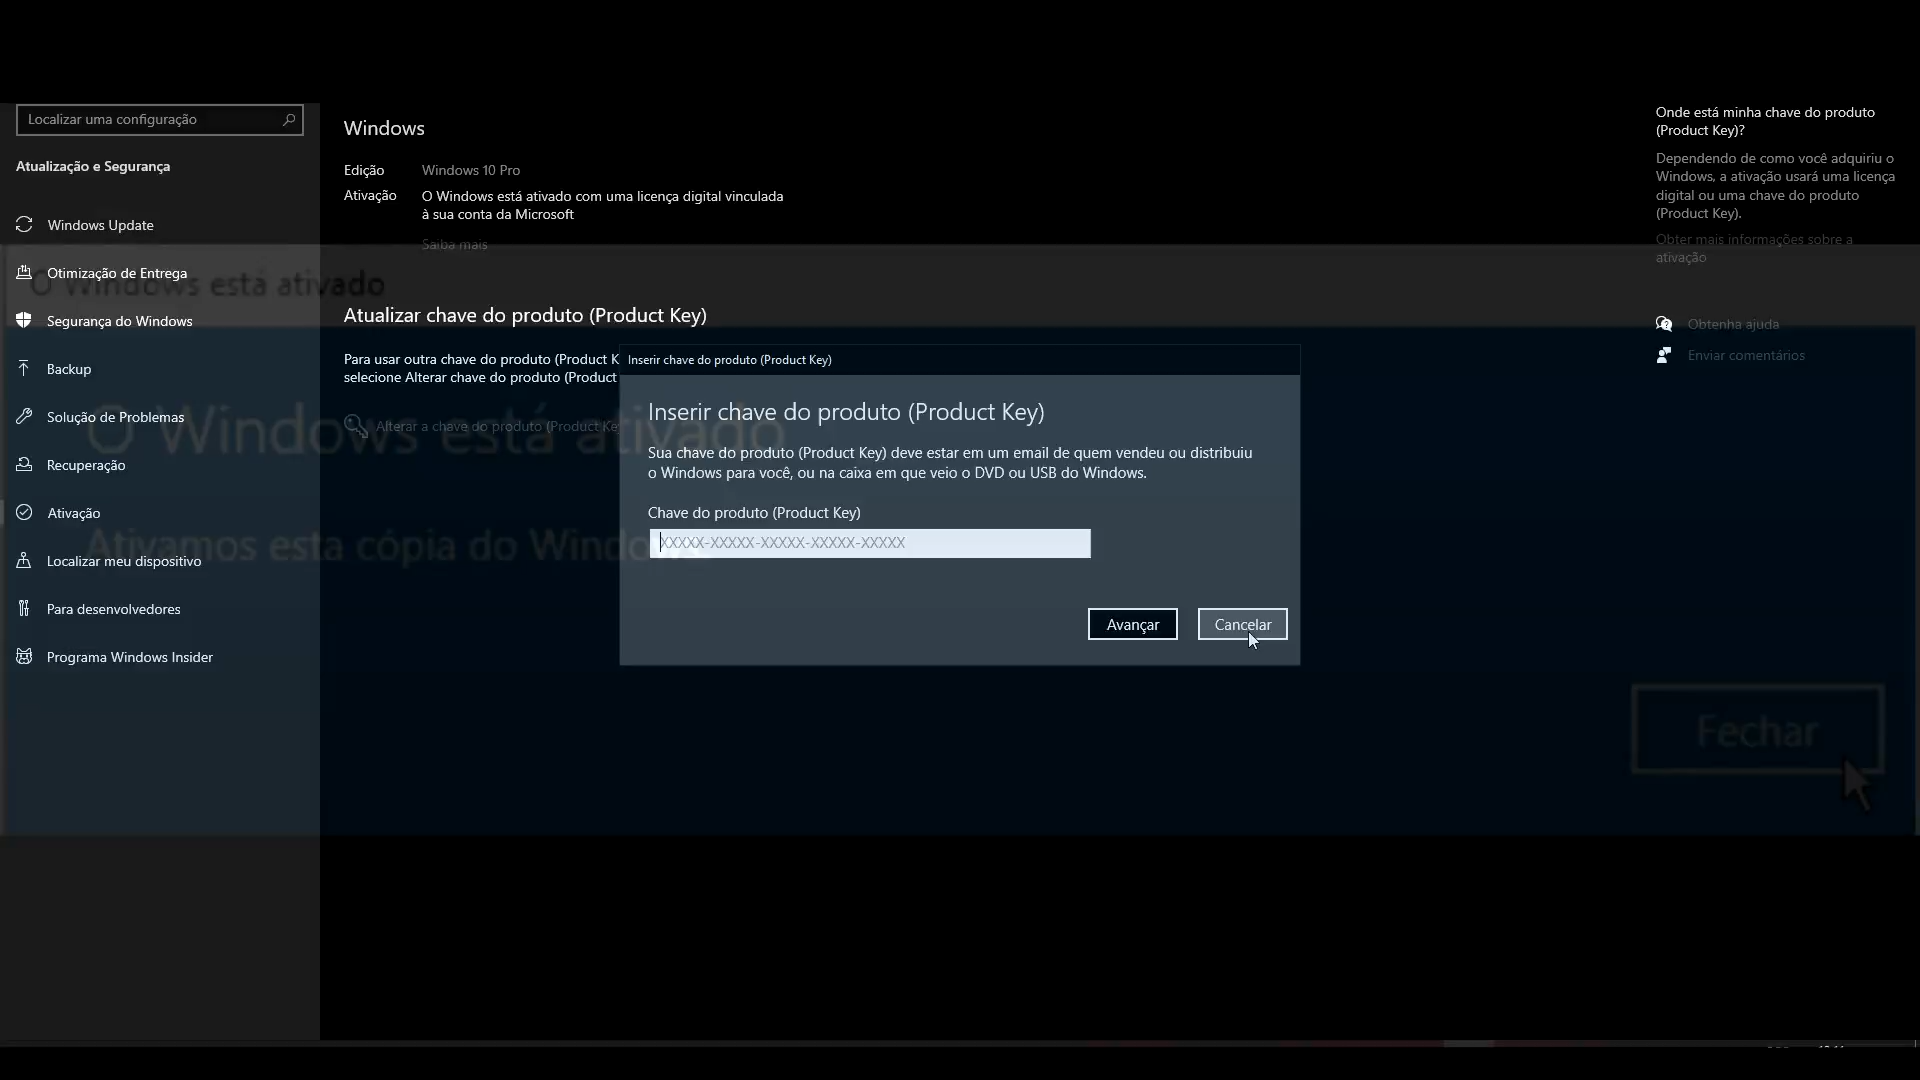 Localizar uma configuração
Atualização e Segurança
Windows Update
Otimização de Entrega
Segurança do Windows
Backup
Solução de Problemas
Recuperação
Ativação
Localizar meu dispositivo
Para desenvolvedores
Programa Windows Insider
Windows
Edição Windows 10 Pro
Ativação O Windows está ativado com uma licença digital vinculada
à sua conta da Microsoft
Saiba mais
Atualizar chave do produto (Product Key)
Para usar outra chave do produto (Product K
selecione Alterar chave do produto (Product
Alterar a chave do produto (Product Ke
O Windows está ativado
O Windows está ativado
Ativamos esta cópia do Windows
Inserir chave do produto (Product Key)
Inserir chave do produto (Product Key)
Sua chave do produto (Product Key) deve estar em um email de quem vendeu ou distribuiu
o Windows para você, ou na caixa em que veio o DVD ou USB do Windows.
Chave do produto (Product Key)
XXXXX-XXXXX-XXXXX-XXXXX-XXXXX
Avançar
Cancelar
Onde está minha chave do produto
(Product Key)?
Dependendo de como você adquiriu o
Windows, a ativação usará uma licença
digital ou uma chave do produto
(Product Key).
Obter mais informações sobre a
ativação
Obtenha ajuda
Enviar comentários
Fechar